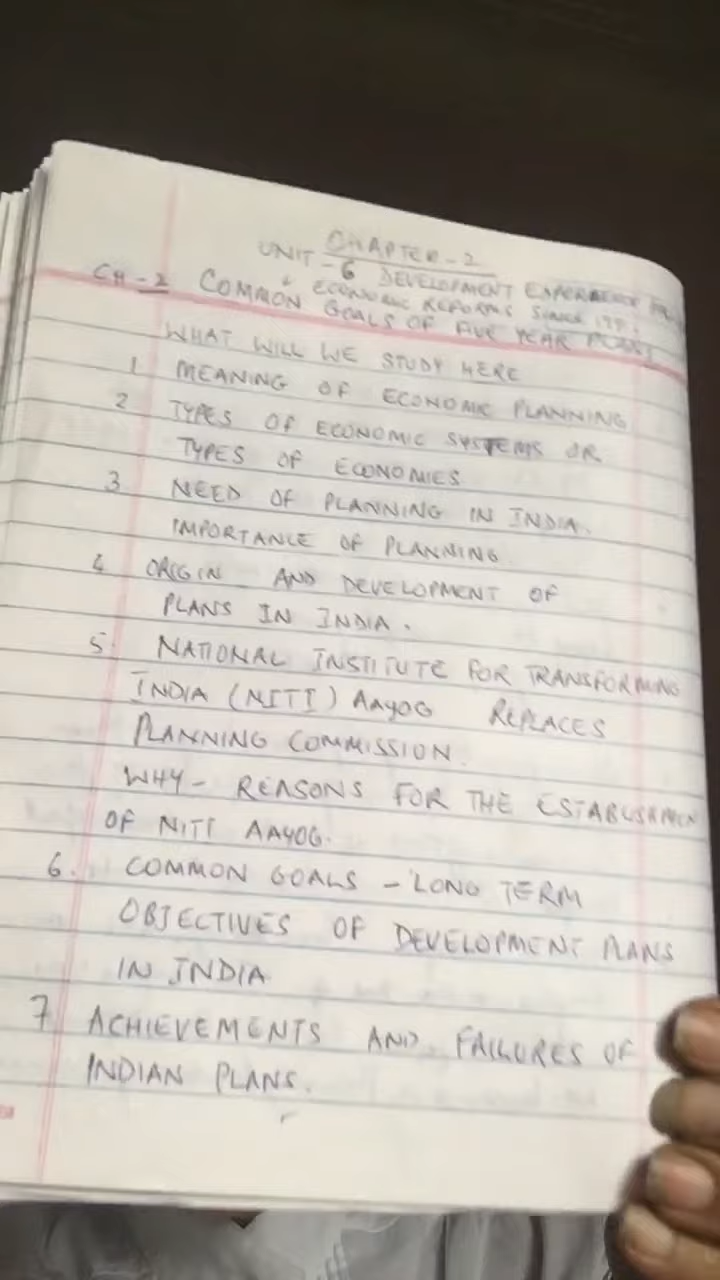 CHAPTER - 2
UNIT - 6 DEVELOPMENT EXPERIENCE
& ECONOMIC REFORMS SINCE
CH - 2 COMMON GOALS OF FIVE YEAR PLANS
WHAT WILL WE STUDY HERE
1 MEANING OF ECONOMIC PLANNING
2 TYPES OF ECONOMIC SYSTEMS OR
TYPES OF ECONOMIES
3 NEED OF PLANNING IN INDIA.
IMPORTANCE OF PLANNING
4 ORIGIN AND DEVELOPMENT OF
PLANS IN INDIA.
5. NATIONAL INSTITUTE FOR TRANSFORMING
INDIA (NITI) AAYOG REPLACES
PLANNING COMMISSION.
WHY - REASONS FOR THE ESTABLISHMEN
OF NITI AAYOG.
6. COMMON GOALS - LONG TERM
OBJECTIVES OF DEVELOPMENT PLANS
IN INDIA
7 ACHIEVEMENTS AND FAILURES OF
INDIAN PLANS.